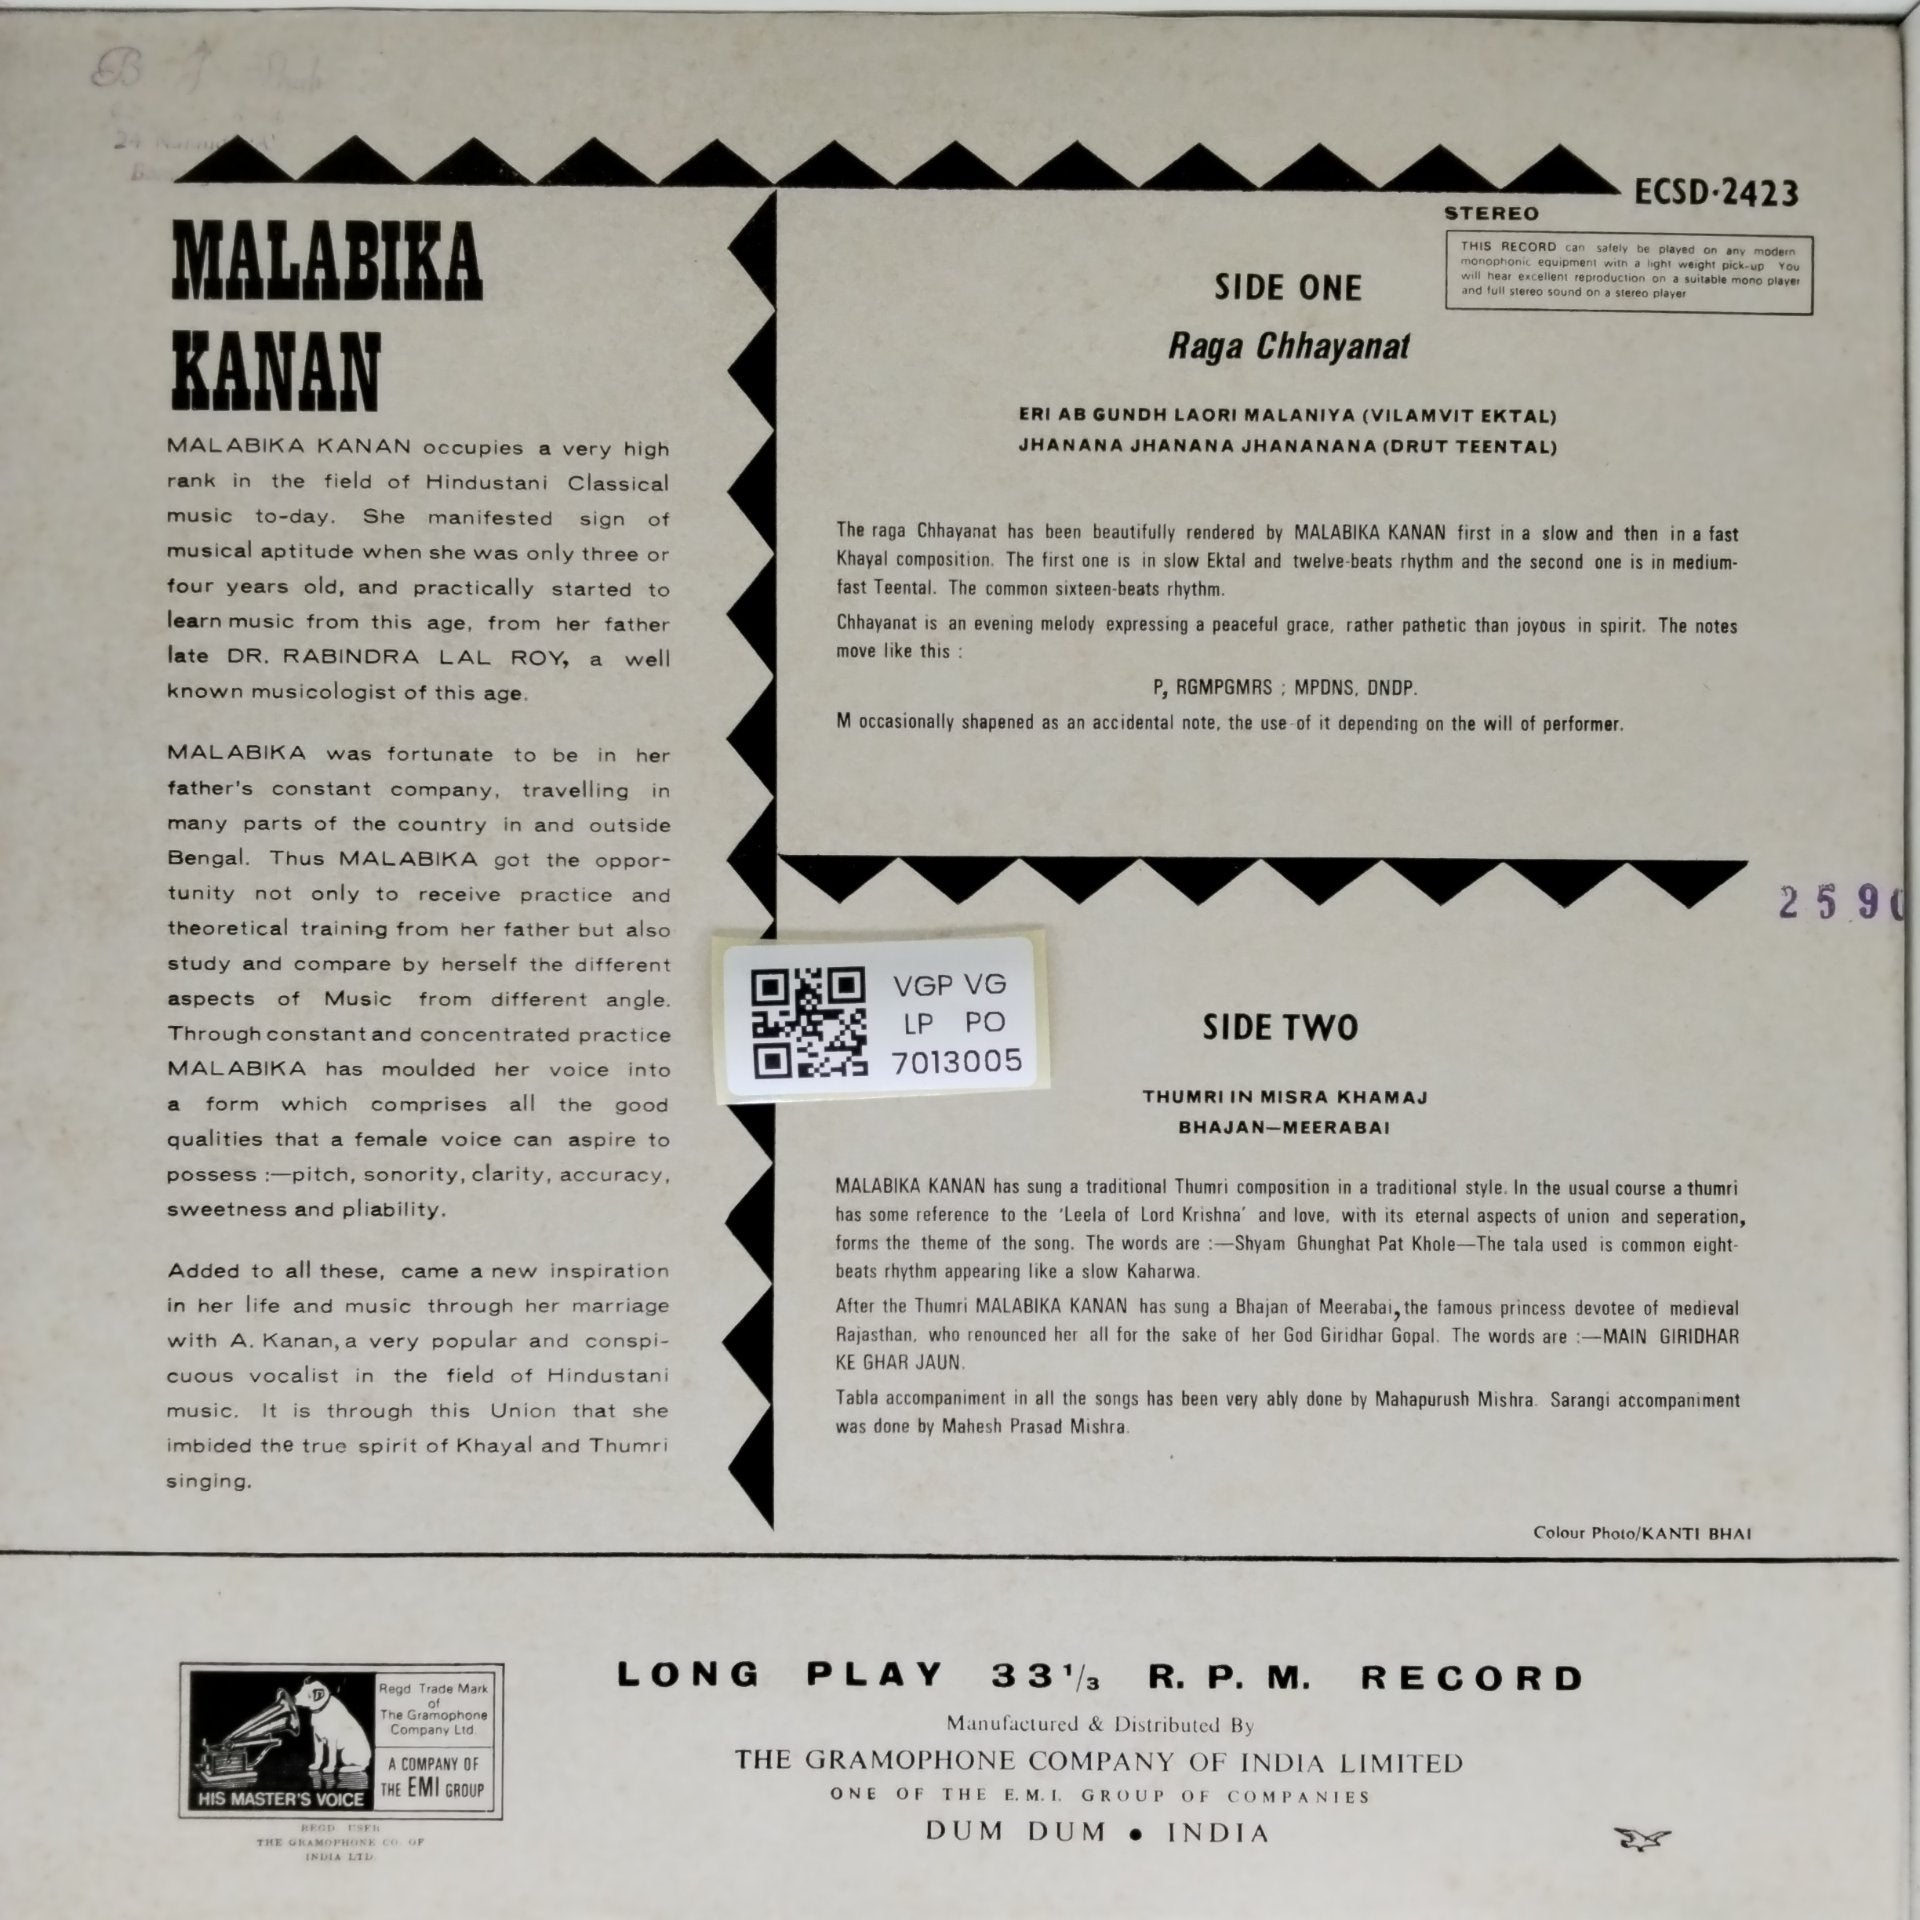 B
24
ECSD·2423
STEREO
THIS RECORD can safely be played on any modern
monophonic equipment with a light weight pick-up You
will hear excellent reproduction on a suitable mono player
and full stereo sound on a stereo player
MALABIKA
KANAN
MALABIKA KANAN occupies a very high
rank in the field of Hindustani Classical
music to-day. She manifested sign of
musical aptitude when she was only three or
four years old, and practically started to
learn music from this age, from her father
late DR. RABINDRA LAL ROY, a well
known musicologist of this age.
MALABIKA was fortunate to be in her
father's constant company, travelling in
many parts of the country in and outside
Bengal. Thus MALABIKA got the oppor-
tunity not only to receive practice and
theoretical training from her father but also
study and compare by herself the different
aspects of Music from different angle.
Through constant and concentrated practice
MALABIKA has moulded her voice into
a form which comprises all the good
qualities that a female voice can aspire to
possess :—pitch, sonority, clarity, accuracy,
sweetness and pliability.
Added to all these, came a new inspiration
in her life and music through her marriage
with A. Kanan, a very popular and conspi-
cuous vocalist in the field of Hindustani
music. It is through this Union that she
imbided the true spirit of Khayal and Thumri
singing.
SIDE ONE
Raga Chhayanat
ERI AB GUNDH LAORI MALANIYA (VILAMVIT EKTAL)
JHANANA JHANANA JHANANANA (DRUT TEENTAL)
The raga Chhayanat has been beautifully rendered by MALABIKA KANAN first in a slow and then in a fast
Khayal composition. The first one is in slow Ektal and twelve-beats rhythm and the second one is in medium-
fast Teental. The common sixteen-beats rhythm.
Chhayanat is an evening melody expressing a peaceful grace, rather pathetic than joyous in spirit. The notes
move like this :
P, RGMPGMRS ; MPDNS, DNDP.
M occasionally shapened as an accidental note, the use of it depending on the will of performer.
2590
VGP VG
LP PO
7013005
SIDE TWO
THUMRI IN MISRA KHAMAJ
BHAJAN—MEERABAI
MALABIKA KANAN has sung a traditional Thumri composition in a traditional style. In the usual course a thumri
has some reference to the 'Leela of Lord Krishna' and love, with its eternal aspects of union and seperation,
forms the theme of the song. The words are :—Shyam Ghunghat Pat Khole—The tala used is common eight-
beats rhythm appearing like a slow Kaharwa.
After the Thumri MALABIKA KANAN has sung a Bhajan of Meerabai, the famous princess devotee of medieval
Rajasthan, who renounced her all for the sake of her God Giridhar Gopal. The words are :—MAIN GIRIDHAR
KE GHAR JAUN.
Tabla accompaniment in all the songs has been very ably done by Mahapurush Mishra. Sarangi accompaniment
was done by Mahesh Prasad Mishra.
Colour Photo/KANTI BHAI
HIS MASTER'S VOICE
Regd Trade Mark
of
The Gramophone
Company Ltd.
A COMPANY OF
THE EMI GROUP
REGD. USER
THE GRAMOPHONE CO. OF
INDIA LTD.
LONG PLAY 33 1/3 R. P. M. RECORD
Manufactured & Distributed By
THE GRAMOPHONE COMPANY OF INDIA LIMITED
ONE OF THE E.M.I. GROUP OF COMPANIES
DUM DUM • INDIA